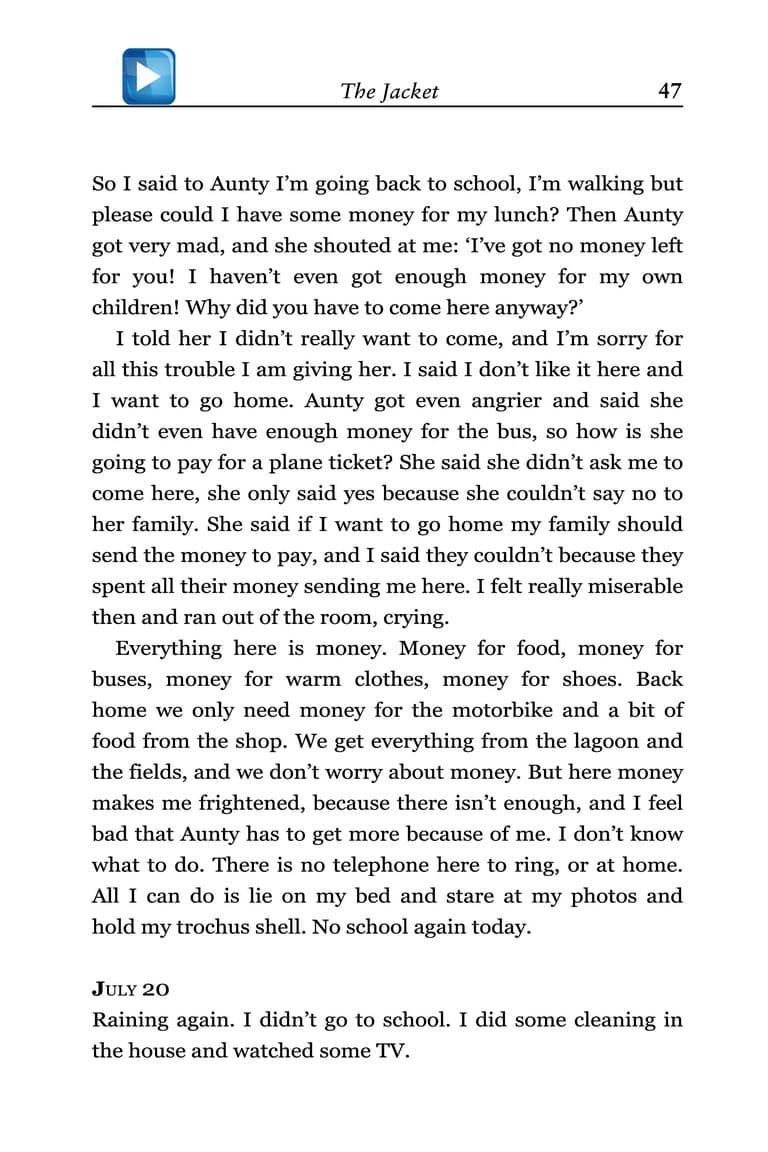 The Jacket 47
So I said to Aunty I’m going back to school, I’m walking but
please could I have some money for my lunch? Then Aunty
got very mad, and she shouted at me: ‘I’ve got no money left
for you! I haven’t even got enough money for my own
children! Why did you have to come here anyway?’
I told her I didn’t really want to come, and I’m sorry for
all this trouble I am giving her. I said I don’t like it here and
I want to go home. Aunty got even angrier and said she
didn’t even have enough money for the bus, so how is she
going to pay for a plane ticket? She said she didn’t ask me to
come here, she only said yes because she couldn’t say no to
her family. She said if I want to go home my family should
send the money to pay, and I said they couldn’t because they
spent all their money sending me here. I felt really miserable
then and ran out of the room, crying.
Everything here is money. Money for food, money for
buses, money for warm clothes, money for shoes. Back
home we only need money for the motorbike and a bit of
food from the shop. We get everything from the lagoon and
the fields, and we don’t worry about money. But here money
makes me frightened, because there isn’t enough, and I feel
bad that Aunty has to get more because of me. I don’t know
what to do. There is no telephone here to ring, or at home.
All I can do is lie on my bed and stare at my photos and
hold my trochus shell. No school again today.
July 20
Raining again. I didn’t go to school. I did some cleaning in
the house and watched some TV.